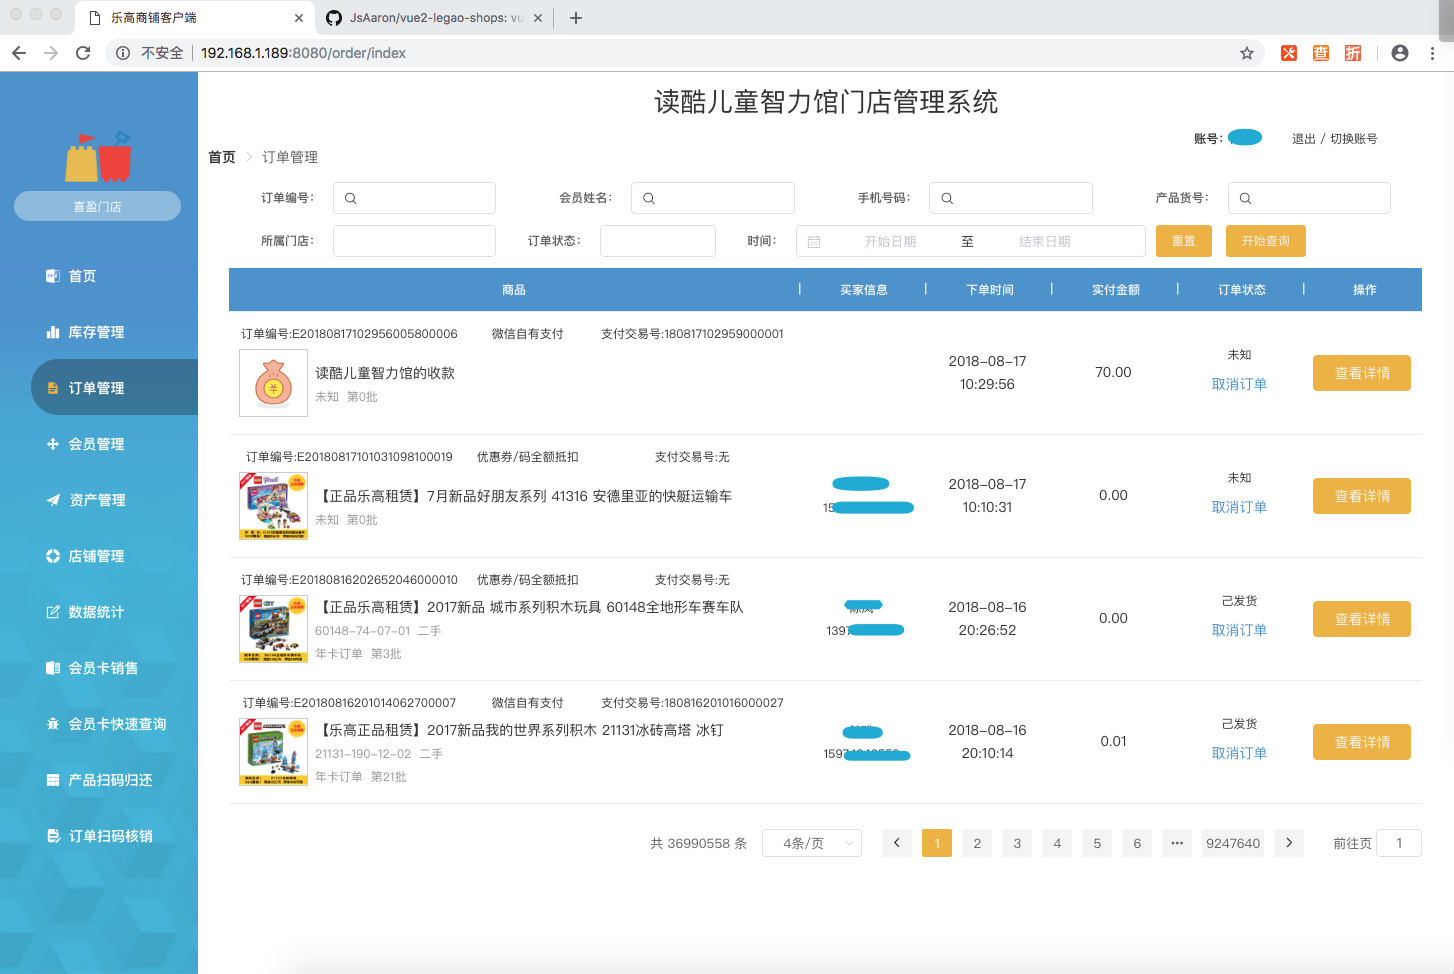 乐高商铺客户端
JsAaron/vue2-legao-shops: vu
不安全 192.168.1.189:8080/order/index
读酷儿童智力馆门店管理系统
账号: 退出 / 切换账号
首页 订单管理
喜盈门店
首页
库存管理
订单管理
会员管理
资产管理
店铺管理
数据统计
会员卡销售
会员卡快速查询
产品扫码归还
订单扫码核销
订单编号: 会员姓名: 手机号码: 产品货号:
所属门店: 订单状态: 时间: 开始日期 至 结束日期 重置 开始查询
商品 买家信息 下单时间 实付金额 订单状态 操作
订单编号:E20180817102956005800006 微信自有支付 支付交易号:180817102959000001
读酷儿童智力馆的收款
未知 第0批
2018-08-17
10:29:56
70.00
未知
取消订单
查看详情
订单编号:E20180817101031098100019 优惠券/码全额抵扣 支付交易号:无
【正品乐高租赁】7月新品好朋友系列 41316 安德里亚的快艇运输车
未知 第0批
15
2018-08-17
10:10:31
0.00
未知
取消订单
查看详情
订单编号:E20180816202652046000010 优惠券/码全额抵扣 支付交易号:无
【正品乐高租赁】2017新品 城市系列积木玩具 60148全地形车赛车队
60148-74-07-01 二手
年卡订单 第3批
139
2018-08-16
20:26:52
0.00
己发货
取消订单
查看详情
订单编号:E20180816201014062700007 微信自有支付 支付交易号:180816201016000027
【乐高正品租赁】2017新品我的世界系列积木 21131冰砖高塔 冰钉
21131-190-12-02 二手
年卡订单 第21批
1597
2018-08-16
20:10:14
0.01
己发货
取消订单
查看详情
共 36990558 条 4条/页 1 2 3 4 5 6 ••• 9247640 前往页 1